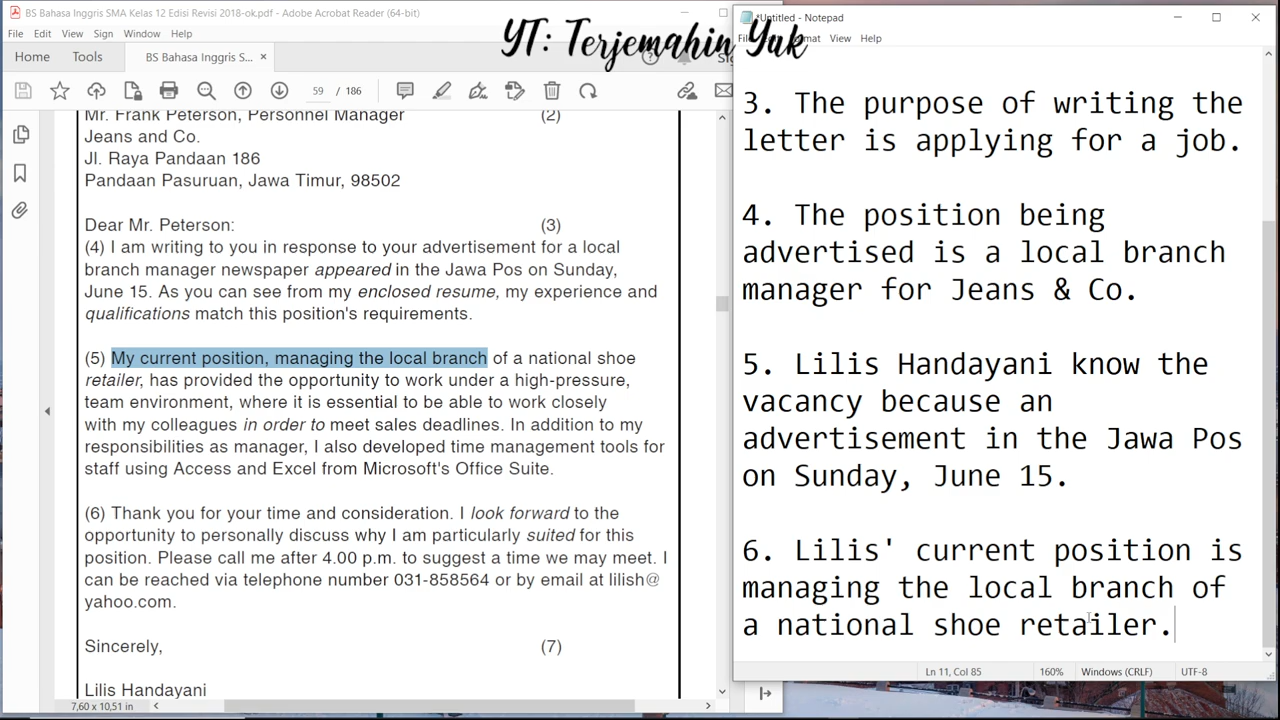 BS Bahasa Inggris SMA Kelas 12 Edisi Revisi 2018-ok.pdf - Adobe Acrobat Reader (64-bit)
File Edit View Sign Window Help
Home Tools BS Bahasa Inggris S... ×
59 / 186
Mr. Frank Peterson, Personnel Manager (2)
Jeans and Co.
Jl. Raya Pandaan 186
Pandaan Pasuruan, Jawa Timur, 98502
Dear Mr. Peterson: (3)
(4) I am writing to you in response to your advertisement for a local
branch manager newspaper appeared in the Jawa Pos on Sunday,
June 15. As you can see from my enclosed resume, my experience and
qualifications match this position's requirements.
(5) My current position, managing the local branch of a national shoe
retailer, has provided the opportunity to work under a high-pressure,
team environment, where it is essential to be able to work closely
with my colleagues in order to meet sales deadlines. In addition to my
responsibilities as manager, I also developed time management tools for
staff using Access and Excel from Microsoft's Office Suite.
(6) Thank you for your time and consideration. I look forward to the
opportunity to personally discuss why I am particularly suited for this
position. Please call me after 4.00 p.m. to suggest a time we may meet. I
can be reached via telephone number 031-858564 or by email at lilish@
yahoo.com.
Sincerely, (7)
Lilis Handayani
7,60 x 10,51 in
YT: Terjemahin Yuk
*Untitled - Notepad
View Help
3. The purpose of writing the
letter is applying for a job.
4. The position being
advertised is a local branch
manager for Jeans & Co.
5. Lilis Handayani know the
vacancy because an
advertisement in the Jawa Pos
on Sunday, June 15.
6. Lilis' current position is
managing the local branch of
a national shoe retailer.
Ln 11, Col 85 160% Windows (CRLF) UTF-8